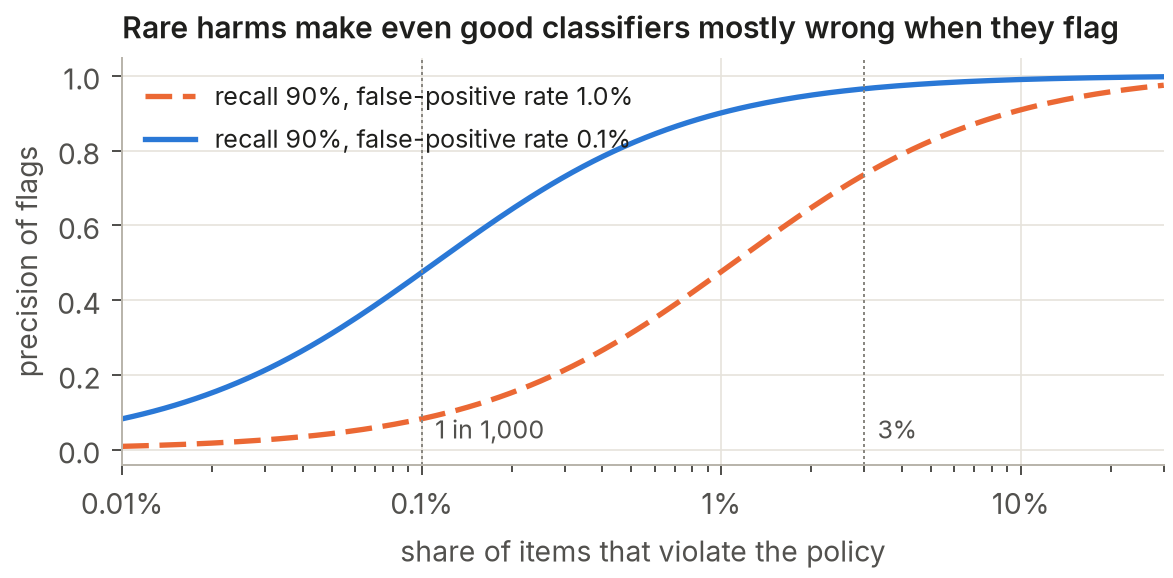 Rare harms make even good classifiers mostly wrong when they flag
recall 90%, false-positive rate 1.0%
recall 90%, false-positive rate 0.1%
precision of flags
1.0
0.8
0.6
0.4
0.2
0.0
1 in 1,000
3%
0.01%
0.1%
1%
10%
share of items that violate the policy